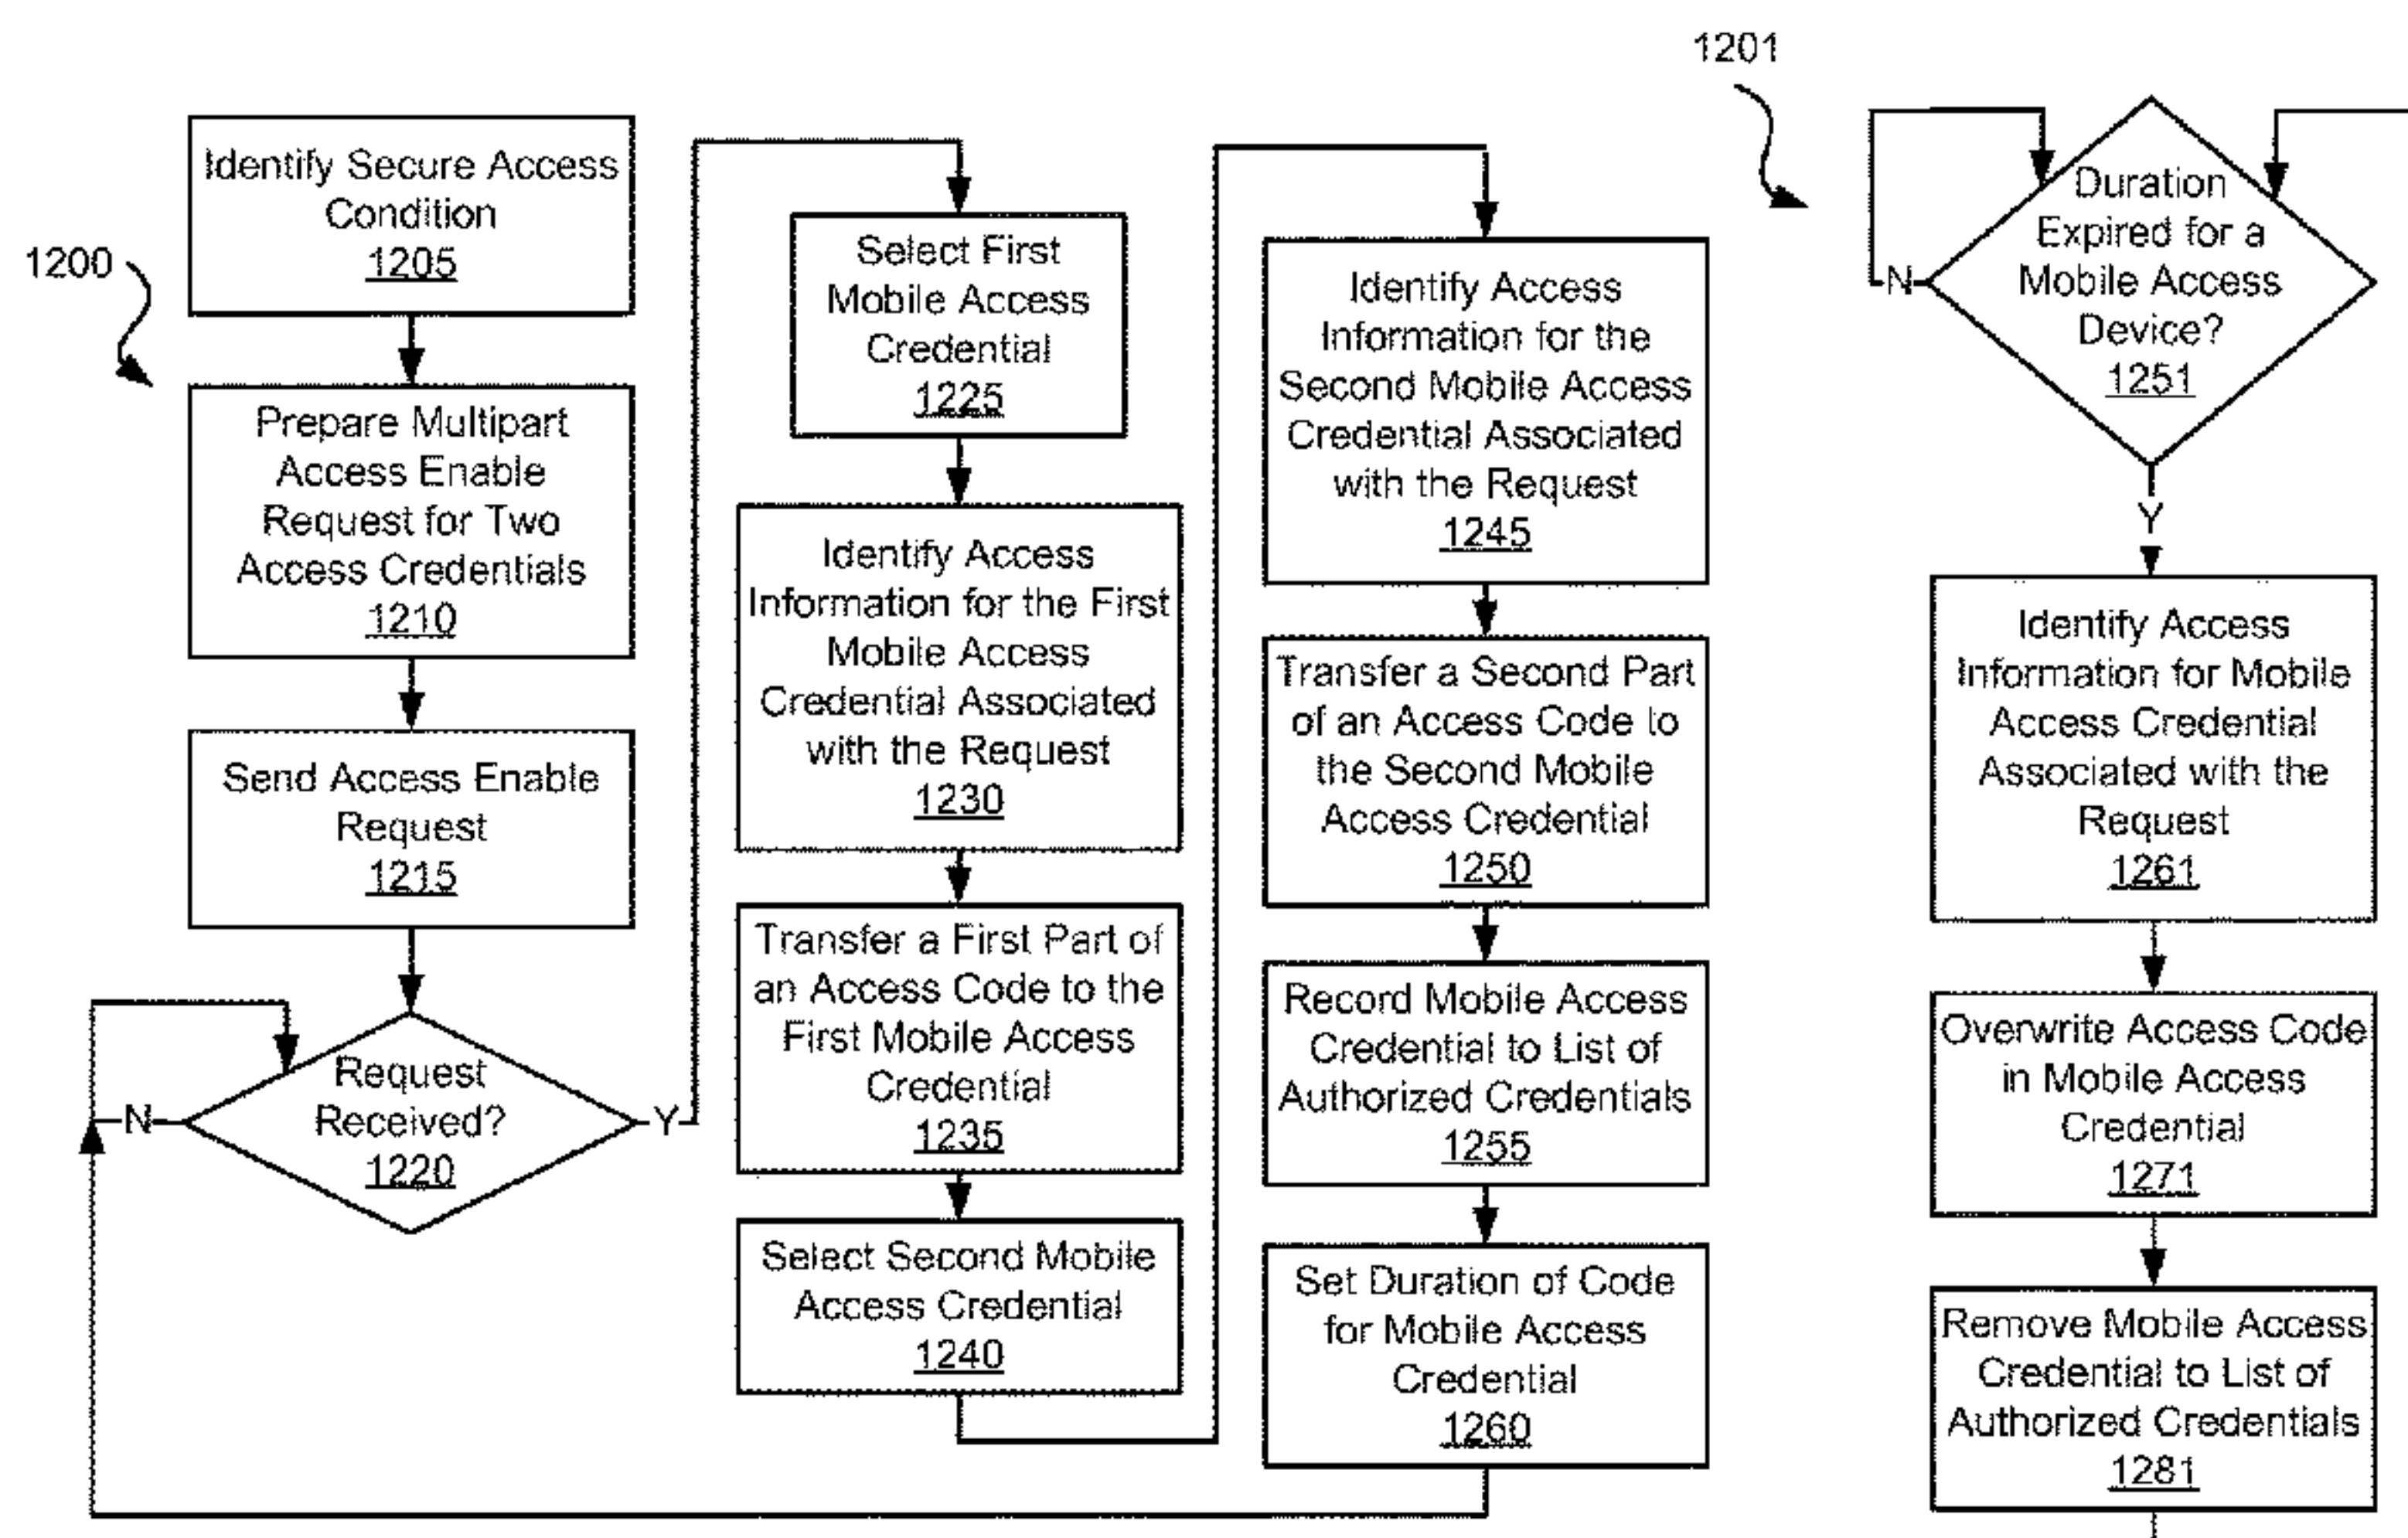 1200
Identify Secure Access
Condition
1205
Prepare Multipart
Access Enable
Request for Two
Access Credentials
1210
Send Access Enable
Request
1215
Request
Received?
1220
N
Y
Select First
Mobile Access
Credential
1225
Identify Access
Information for the First
Mobile Access
Credential Associated
with the Request
1230
Transfer a First Part of
an Access Code to the
First Mobile Access
Credential
1235
Select Second Mobile
Access Credential
1240
Identify Access
Information for the
Second Mobile Access
Credential Associated
with the Request
1245
Transfer a Second Part
of an Access Code to
the Second Mobile
Access Credential
1250
Record Mobile Access
Credential to List of
Authorized Credentials
1255
Set Duration of Code
for Mobile Access
Credential
1260
1201
Duration
Expired for a
Mobile Access
Device?
1251
N
Y
Identify Access
Information for Mobile
Access Credential
Associated with the
Request
1261
Overwrite Access Code
in Mobile Access
Credential
1271
Remove Mobile Access
Credential to List of
Authorized Credentials
1281